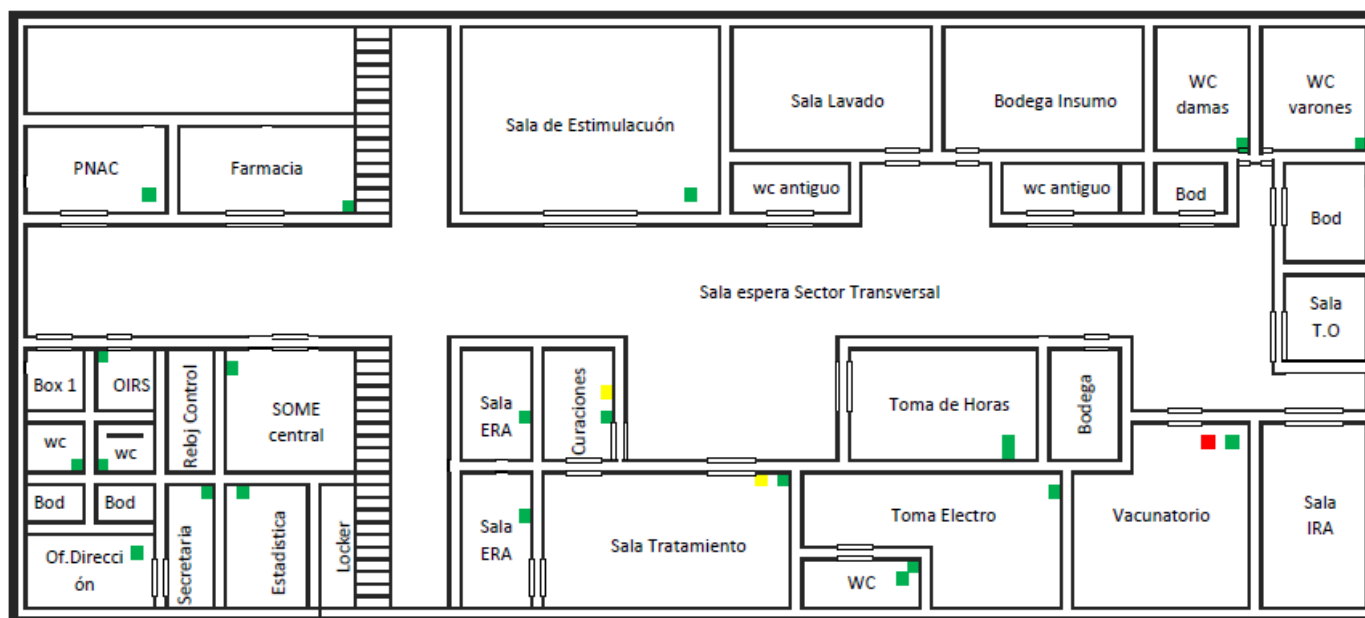 Sala de Estimulacuón
Sala Lavado
Bodega Insumo
WC
damas
WC
varones
PNAC
Farmacia
wc antiguo
wc antiguo
Bod
Bod
Sala espera Sector Transversal
Sala
T.O
Box 1
OIRS
Reloj Control
SOME
central
Sala
ERA
Curaciones
Toma de Horas
Bodega
wc
wc
Bod
Bod
Secretaria
Estadística
Locker
Sala
ERA
Sala Tratamiento
Toma Electro
Vacunatorio
Sala
IRA
Of.Direcci
ón
WC